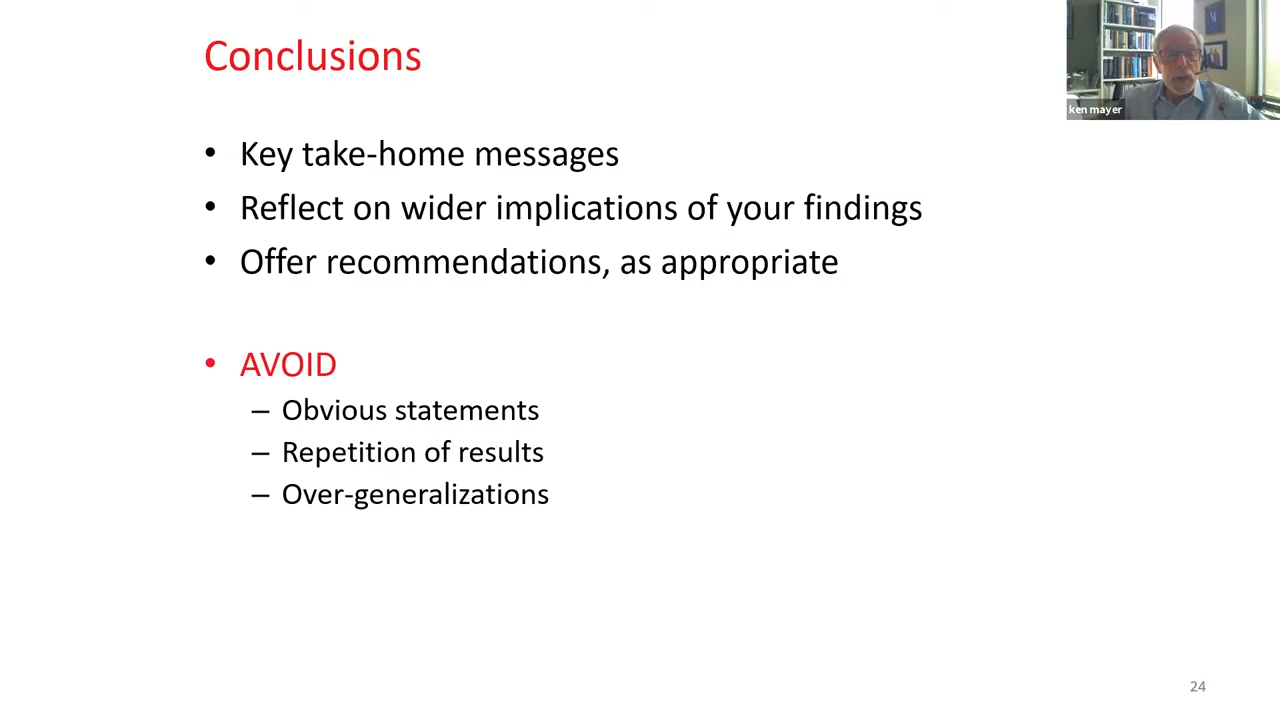 Conclusions
ken mayer
• Key take-home messages
• Reflect on wider implications of your findings
• Offer recommendations, as appropriate
• AVOID
– Obvious statements
– Repetition of results
– Over-generalizations
24